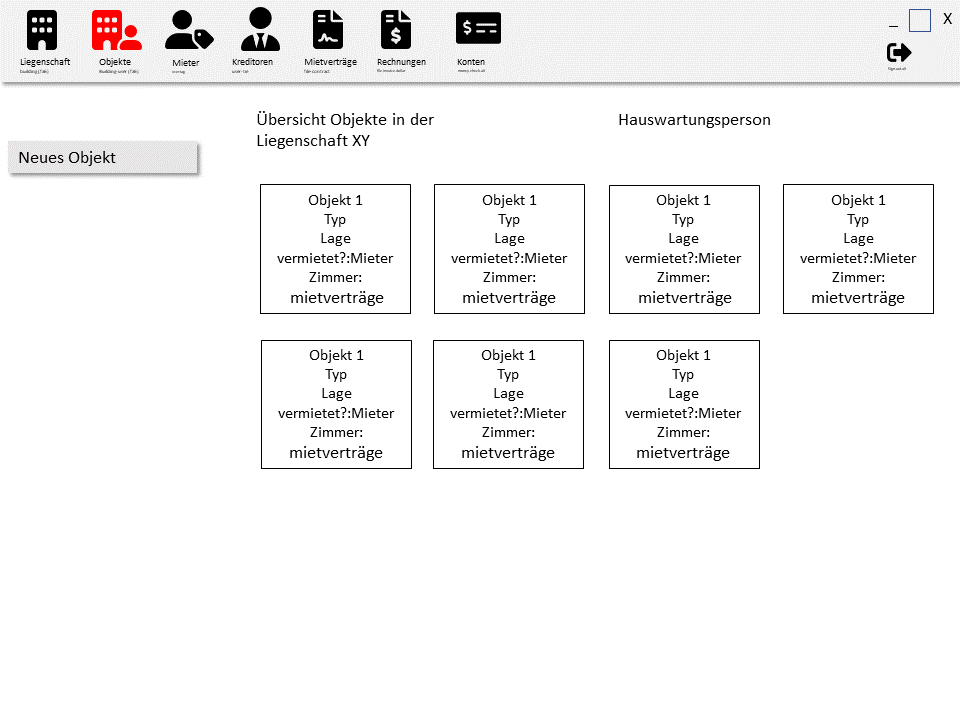 _ X
Liegenschaft Objekte Mieter Kreditoren Mietverträge Rechnungen Konten
building (fas) Building-user (fas) user-tag user-tie file-contract file-invoice-dollar money-check-alt Sign-out-alt
Übersicht Objekte in der
Liegenschaft XY
Hauswartungsperson
Neues Objekt
Objekt 1
Typ
Lage
vermietet?:Mieter
Zimmer:
mietverträge
Objekt 1
Typ
Lage
vermietet?:Mieter
Zimmer:
mietverträge
Objekt 1
Typ
Lage
vermietet?:Mieter
Zimmer:
mietverträge
Objekt 1
Typ
Lage
vermietet?:Mieter
Zimmer:
mietverträge
Objekt 1
Typ
Lage
vermietet?:Mieter
Zimmer:
mietverträge
Objekt 1
Typ
Lage
vermietet?:Mieter
Zimmer:
mietverträge
Objekt 1
Typ
Lage
vermietet?:Mieter
Zimmer:
mietverträge